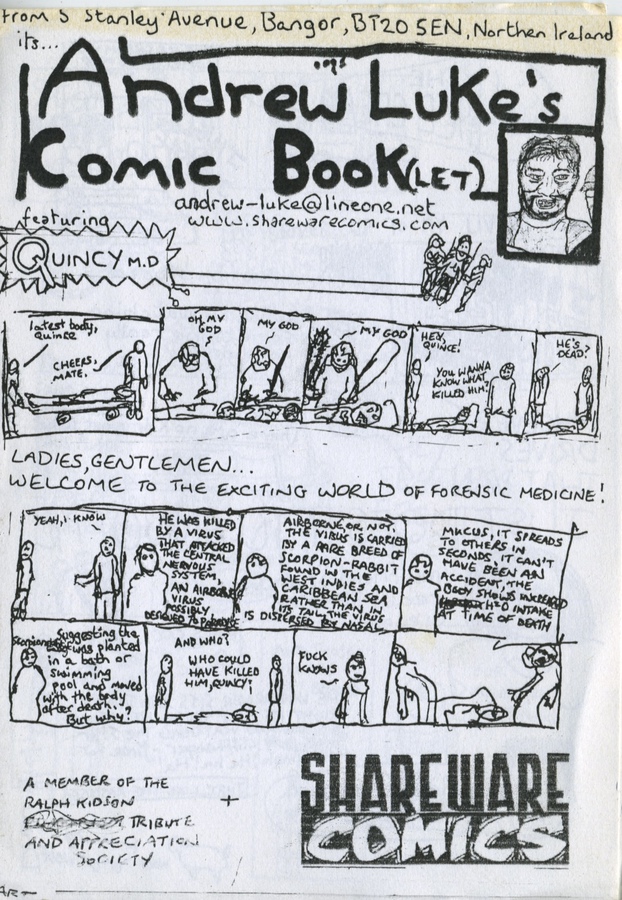 From 5 Stanley Avenue, Bangor, BT20 5EN, Northen Ireland
its...
Andrew Luke's
Comic Book(LET)
andrew-luke@lineone.net
www.sharewarecomics.com
featuring
QUINCY M.D
latest body,
Quince
CHEERS,
MATE.
OH, MY
GOD
MY GOD
MY GOD
HEY,
QUINCE!
YOU WANNA
KNOW WHAT
KILLED HIM?
HE'S
DEAD?
LADIES, GENTLEMEN...
WELCOME TO THE EXCITING WORLD OF FORENSIC MEDICINE!
YEAH, I KNOW
HE WAS KILLED
BY A VIRUS
THAT ATTACKED
THE CENTRAL
NERVOUS
SYSTEM,
AN AIRBORNE
VIRUS
POSSIBLY
DESIGNED TO PARALYSE
AIRBORNE OR NOT,
THE VIRUS IS CARRIED
BY A RARE BREED OF
SCORPION-RABBIT
FOUND IN THE
WEST INDIES AND
CARIBBEAN SEA
RATHER THAN IN
ITS TAIL, THE VIRUS
IS DISPERSED BY NASAL
MUCUS, IT SPREADS
TO OTHERS IN
SECONDS. IT CAN'T
HAVE BEEN AN
ACCIDENT, THE
BODY SHOWS INCREASED
H2O INTAKE
AT TIME OF DEATH
Suggesting the
was planted
in a bath or
swimming
pool and moved
with the body
after death.
But why?
AND WHO?
WHO COULD
HAVE KILLED
HIM, QUINCY?
FUCK
KNOWS
A MEMBER OF THE
RALPH KIDSON
TRIBUTE
AND APPRECIATION
SOCIETY
+
SHAREWARE
COMICS